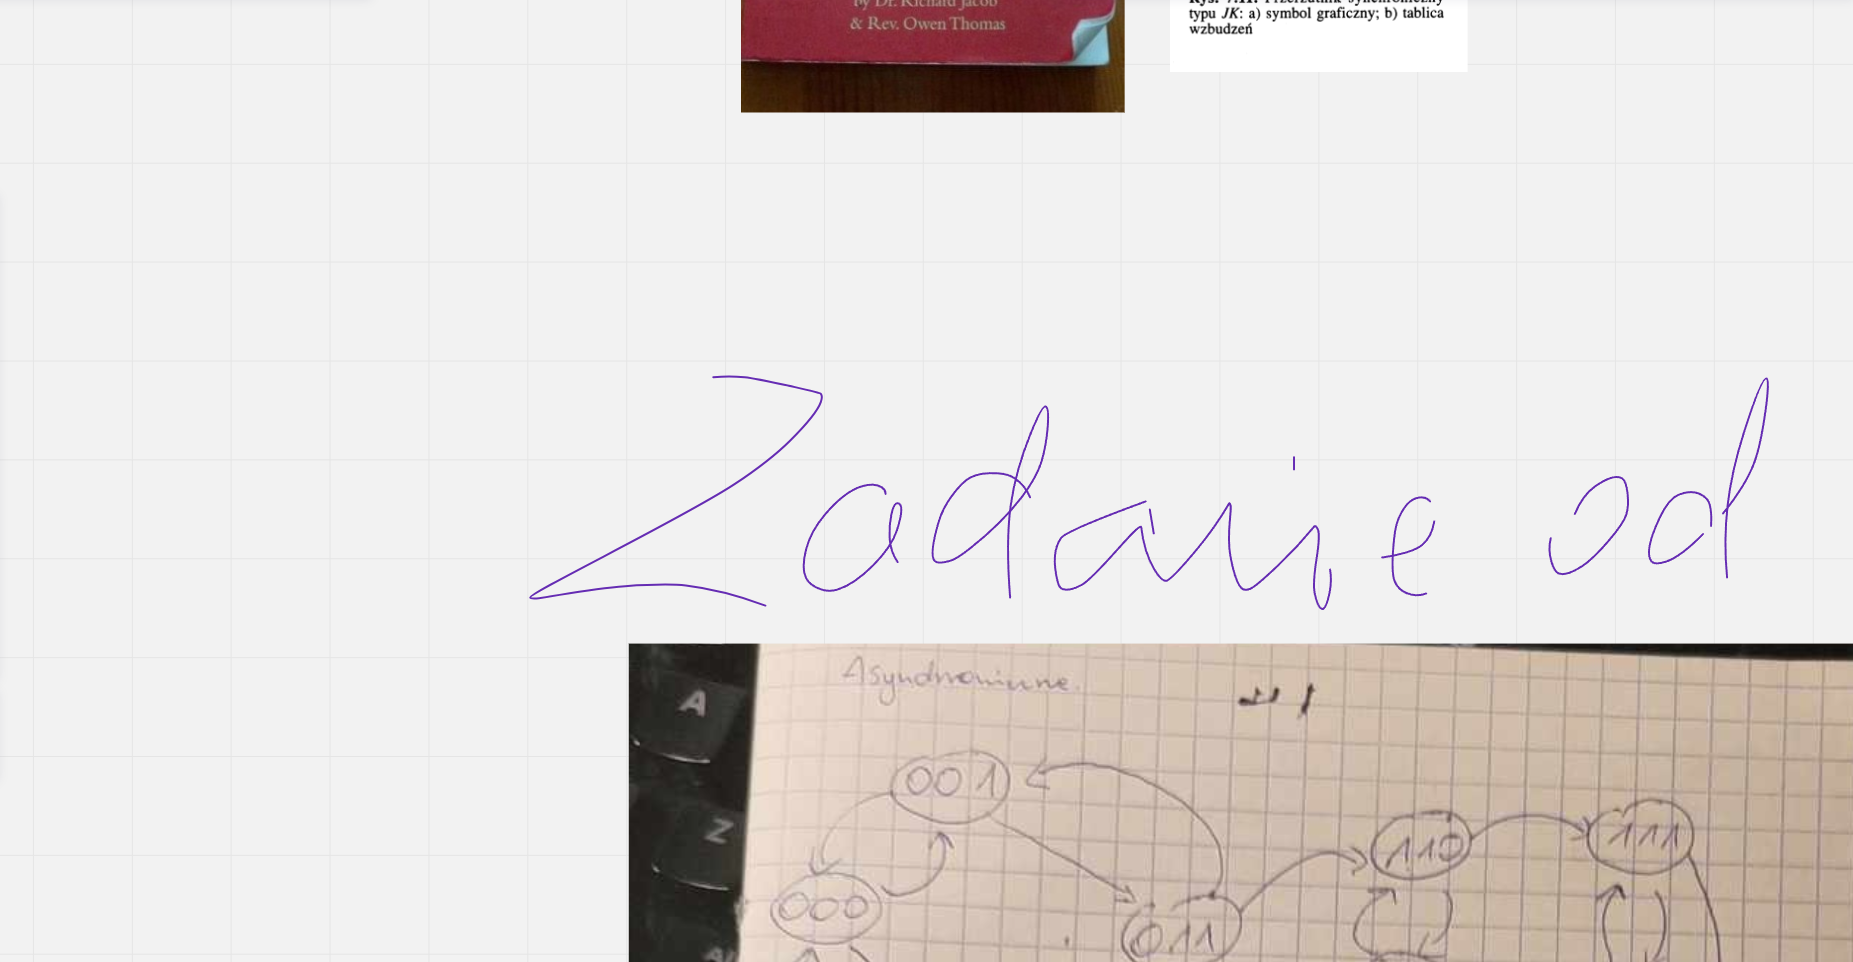 by Dr. Richard Jacob
& Rev. Owen Thomas
typu JK: a) symbol graficzny; b) tablica
wzbudzeń
Zadanie od
Asynchroniczne
A
Z
001
110
111
000
011